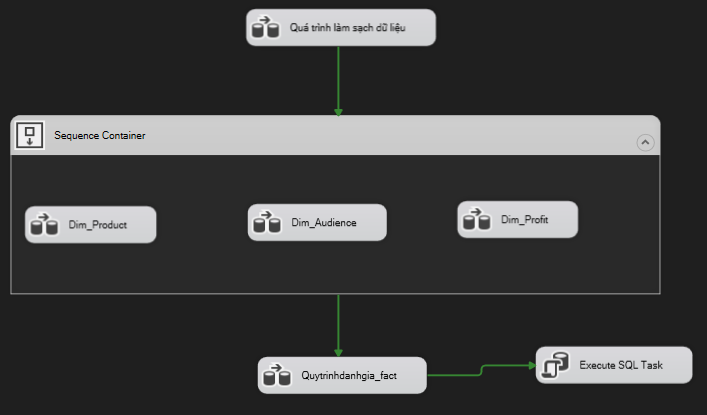 Quá trình làm sạch dữ liệu
Sequence Container
Dim_Product
Dim_Audience
Dim_Profit
Quytrinhdanhgia_fact
Execute SQL Task